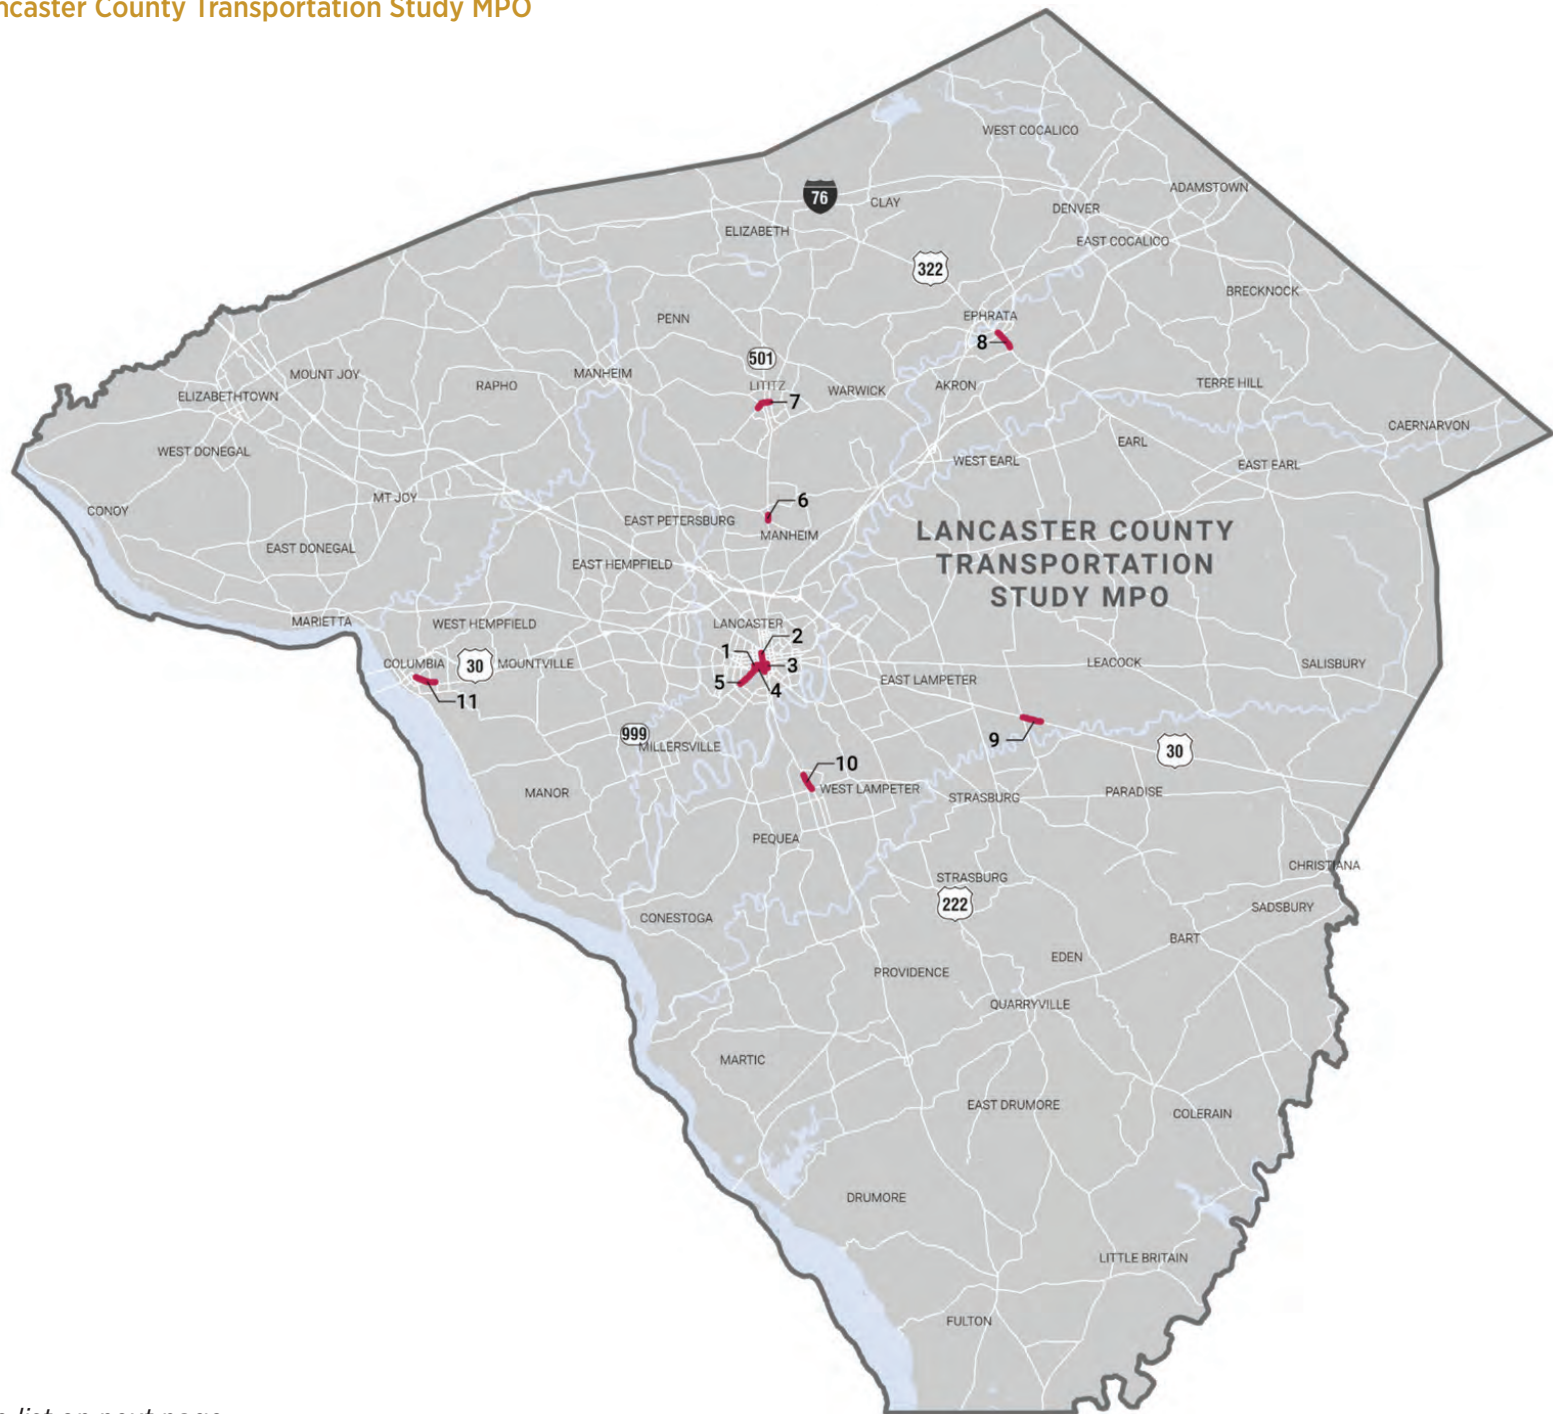 ncaster County Transportation Study MPO
WEST COCALICO
ADAMSTOWN
76
CLAY
DENVER
ELIZABETH
EAST COCALICO
322
BRECKNOCK
EPHRATA
PENN
8
501
MOUNT JOY
MANHEIM
RAPHO
LITITZ
WARWICK
AKRON
TERRE HILL
ELIZABETHTOWN
7
CAERNARVON
WEST DONEGAL
EARL
WEST EARL
EAST EARL
MT JOY
6
CONOY
EAST PETERSBURG
MANHEIM
LANCASTER COUNTY
TRANSPORTATION
STUDY MPO
EAST DONEGAL
EAST HEMPFIELD
MARIETTA
WEST HEMPFIELD
LANCASTER
2
1
3
COLUMBIA
30
MOUNTVILLE
LEACOCK
SALISBURY
5
4
EAST LAMPETER
11
999
MILLERSVILLE
9
30
10
MANOR
WEST LAMPETER
STRASBURG
PARADISE
PEQUEA
CHRISTIANA
STRASBURG
222
CONESTOGA
SADSBURY
BART
EDEN
PROVIDENCE
QUARRYVILLE
MARTIC
EAST DRUMORE
COLERAIN
DRUMORE
LITTLE BRITAIN
FULTON
list on next page